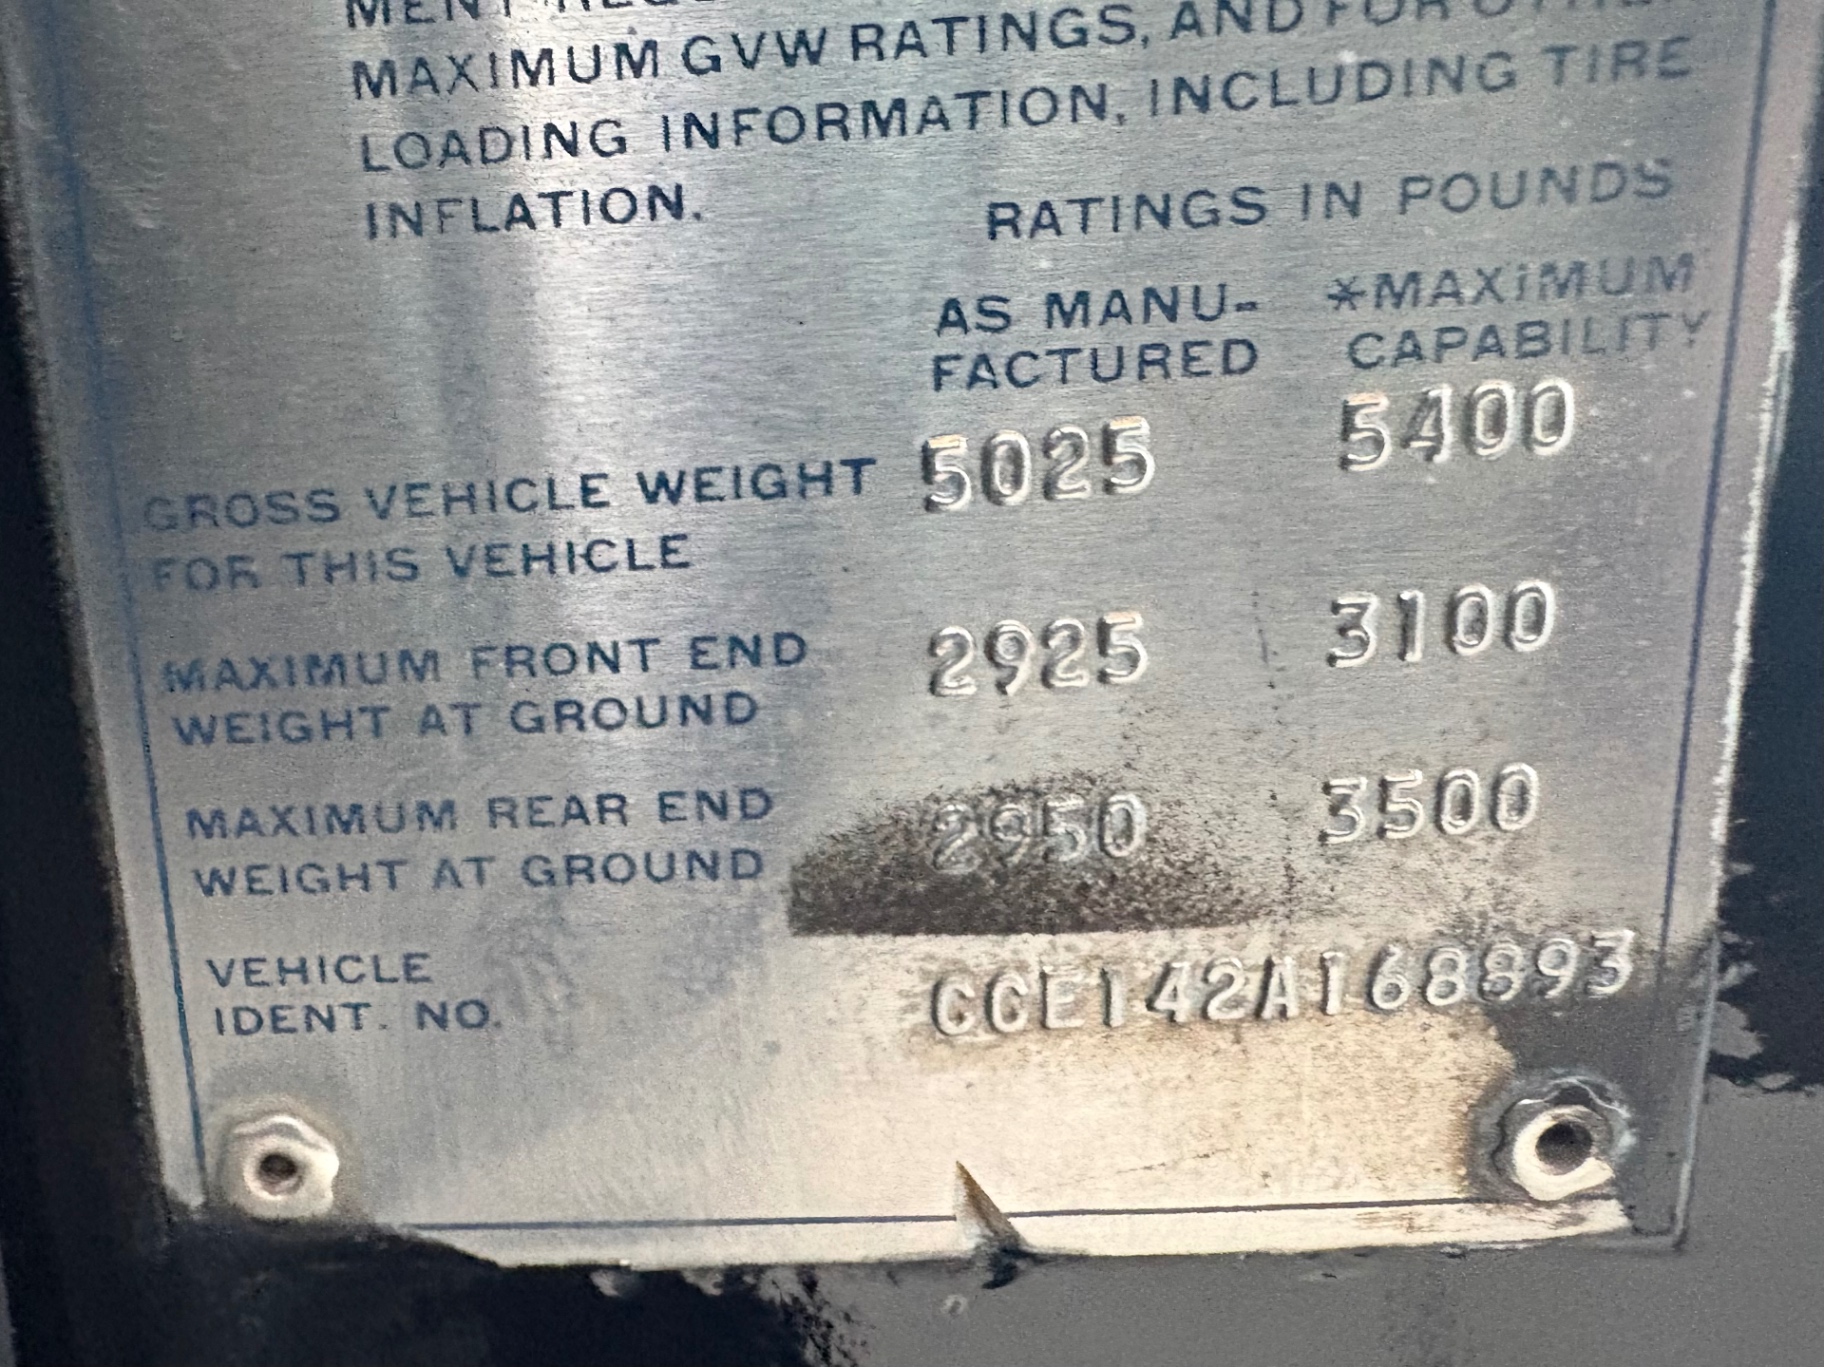 MAXIMUM GVW RATINGS, AND FOR OTHER
LOADING INFORMATION, INCLUDING TIRE
INFLATION.
RATINGS IN POUNDS
AS MANU- *MAXIMUM
FACTURED CAPABILITY
GROSS VEHICLE WEIGHT 5025 5400
FOR THIS VEHICLE
MAXIMUM FRONT END 2925 3100
WEIGHT AT GROUND
MAXIMUM REAR END 2950 3500
WEIGHT AT GROUND
VEHICLE CCE142A168893
IDENT. NO.